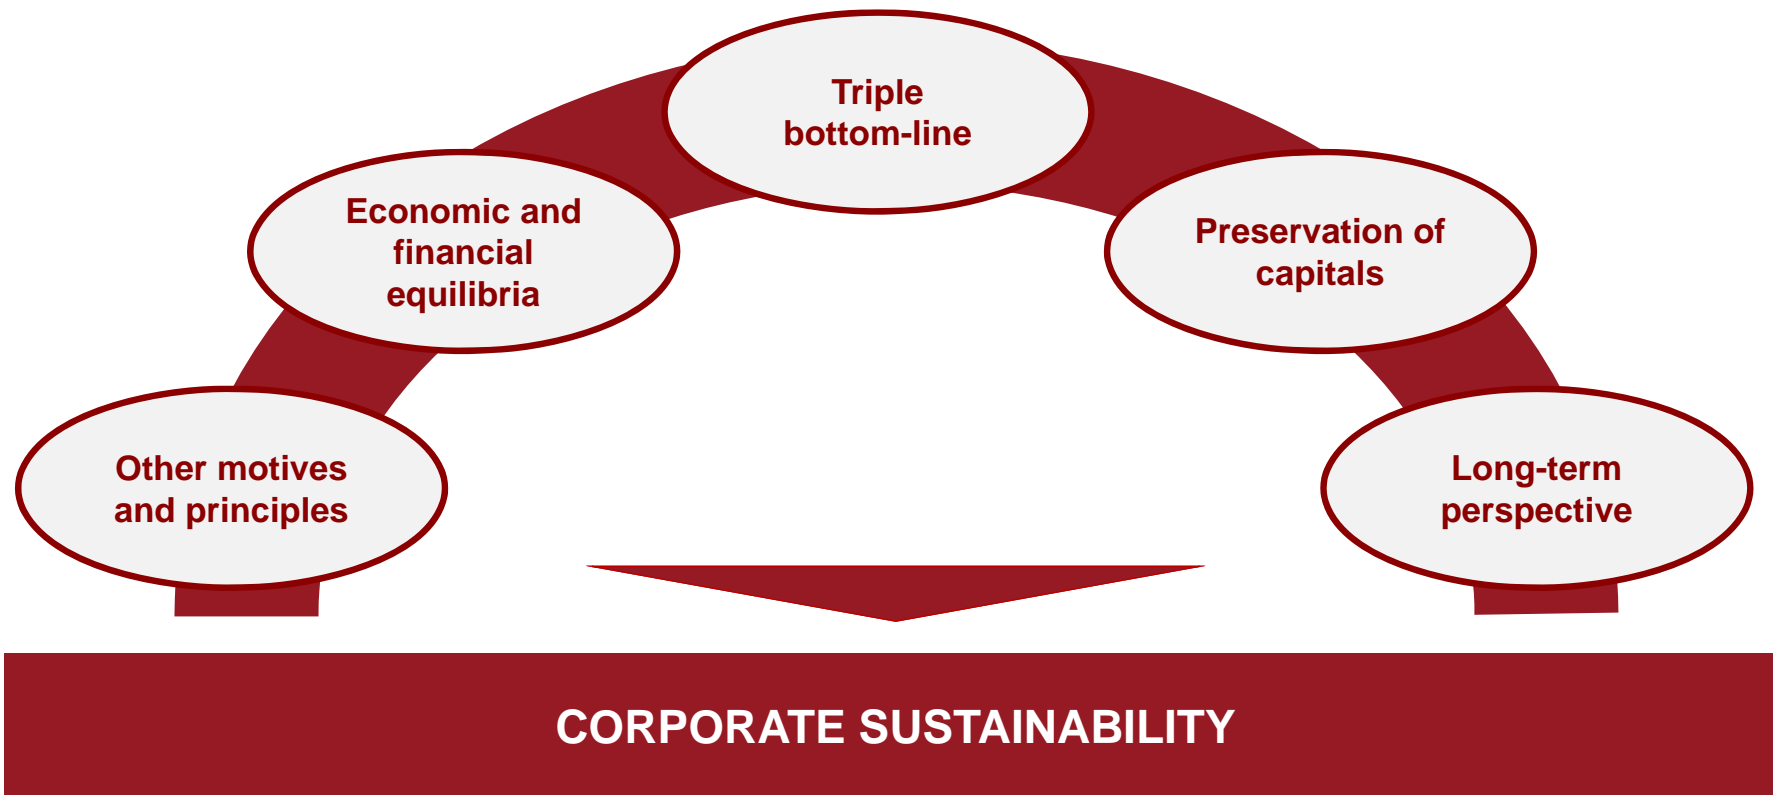 Triple
bottom-line
Economic and
financial
equilibria
Preservation of
capitals
Other motives
and principles
Long-term
perspective
CORPORATE SUSTAINABILITY